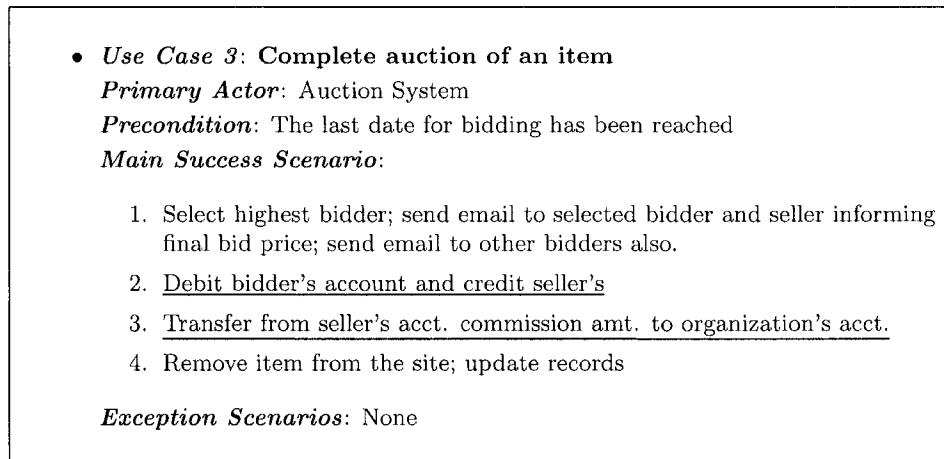 • Use Case 3: Complete auction of an item
Primary Actor: Auction System
Precondition: The last date for bidding has been reached
Main Success Scenario:
1. Select highest bidder; send email to selected bidder and seller informing
final bid price; send email to other bidders also.
2. Debit bidder's account and credit seller's
3. Transfer from seller's acct. commission amt. to organization's acct.
4. Remove item from the site; update records
Exception Scenarios: None